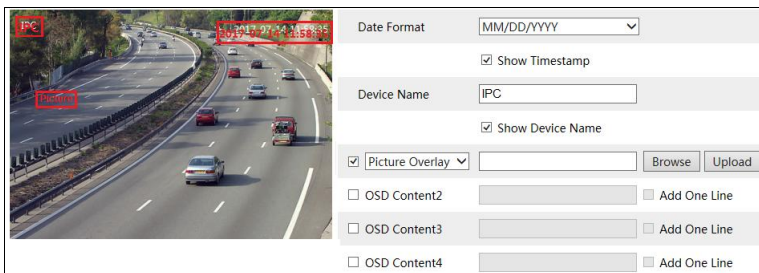 IPC
2017-07-14 11:58:35
Picture
Date Format MM/DD/YYYY
Show Timestamp
Device Name IPC
Show Device Name
Picture Overlay Browse Upload
OSD Content2 Add One Line
OSD Content3 Add One Line
OSD Content4 Add One Line